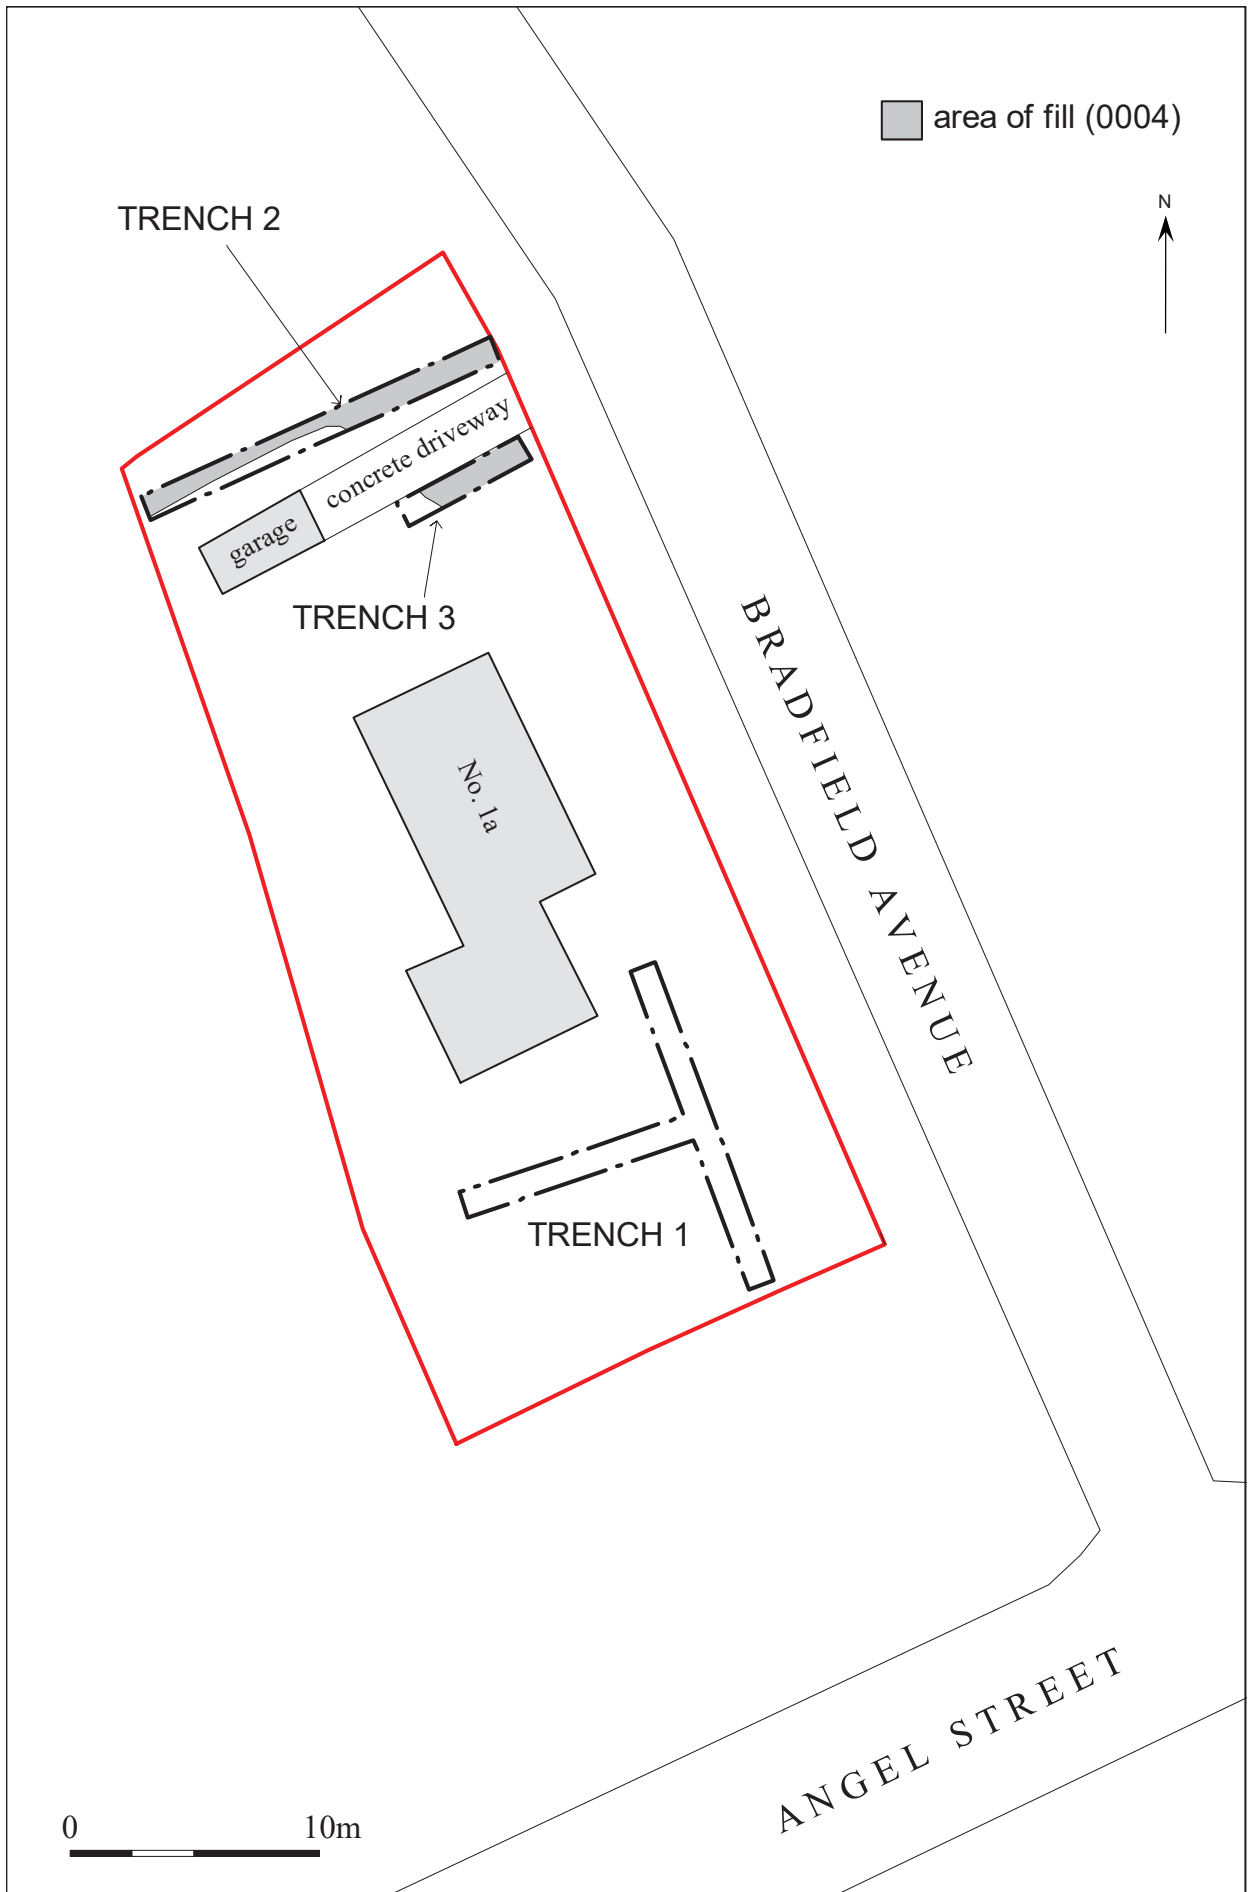 area of fill (0004)
N
TRENCH 2
concrete driveway
garage
TRENCH 3
BRADFIELD AVENUE
No. 1a
TRENCH 1
ANGEL STREET
0 10m